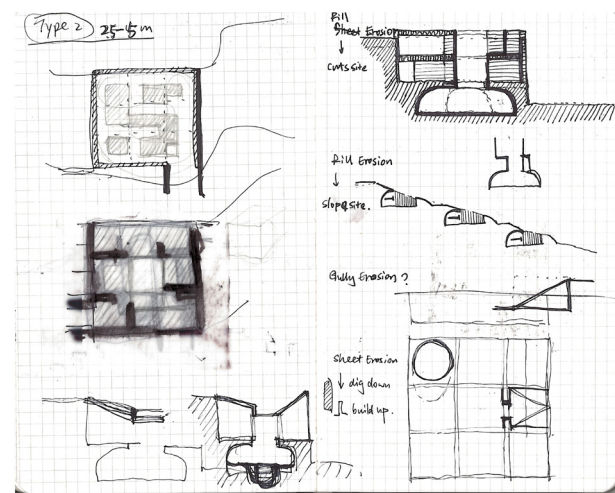 Type 2 25-45m
Rill
Sheet Erosion
↓
Cuts site
Rill Erosion
↓
slope site.
Gully Erosion?
Sheet Erosion
↓ dig down
build up.